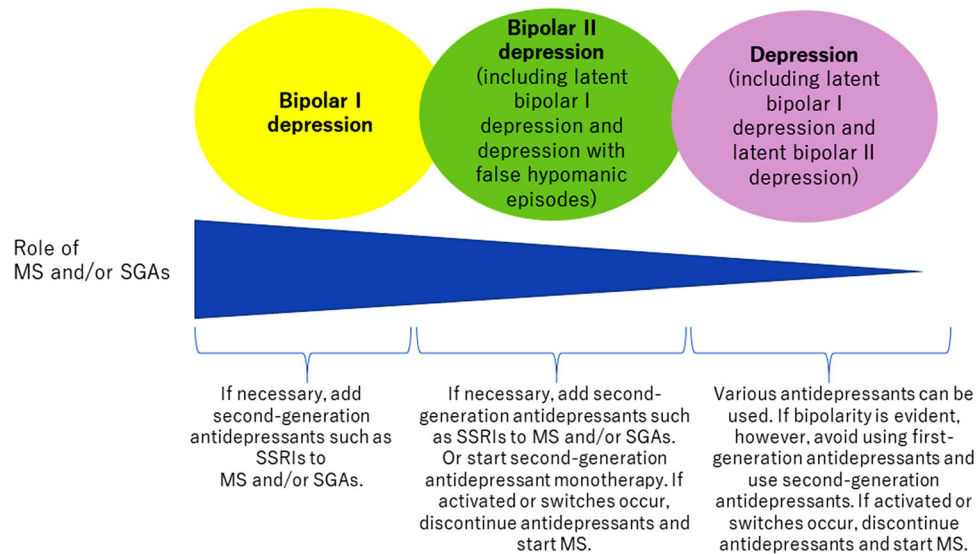 Bipolar I
depression
Bipolar II
depression
(including latent
bipolar I
depression and
depression with
false hypomanic
episodes)
Depression
(including latent
bipolar I
depression and
latent bipolar II
depression)
Role of
MS and/or SGAs
If necessary, add
second-generation
antidepressants such as
SSRIs to
MS and/or SGAs.
If necessary, add second-
generation antidepressants such
as SSRIs to MS and/or SGAs.
Or start second-generation
antidepressant monotherapy. If
activated or switches occur,
discontinue antidepressants and
start MS.
Various antidepressants can be
used. If bipolarity is evident,
however, avoid using first-
generation antidepressants and
use second-generation
antidepressants. If activated or
switches occur, discontinue
antidepressants and start MS.